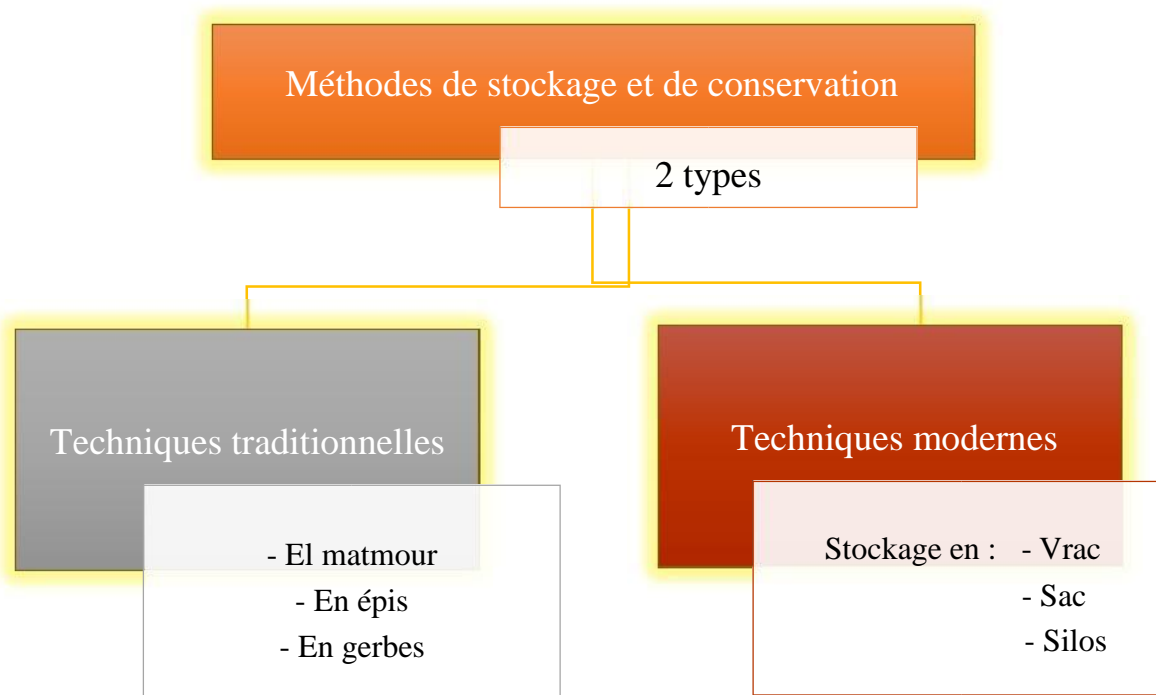 Méthodes de stockage et de conservation
2 types
Techniques traditionnelles
- El matmour
- En épis
- En gerbes
Techniques modernes
Stockage en : - Vrac
- Sac
- Silos